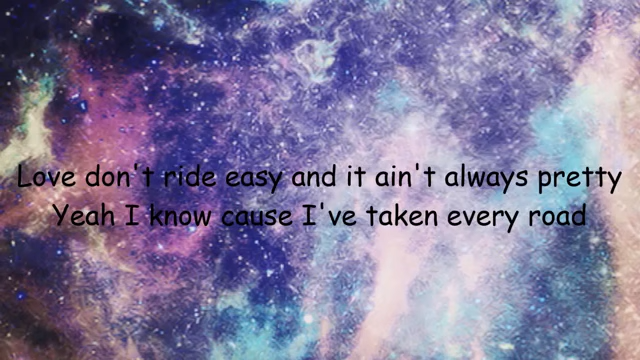 Love don't ride easy and it ain't always pretty
Yeah I know cause I've taken every road